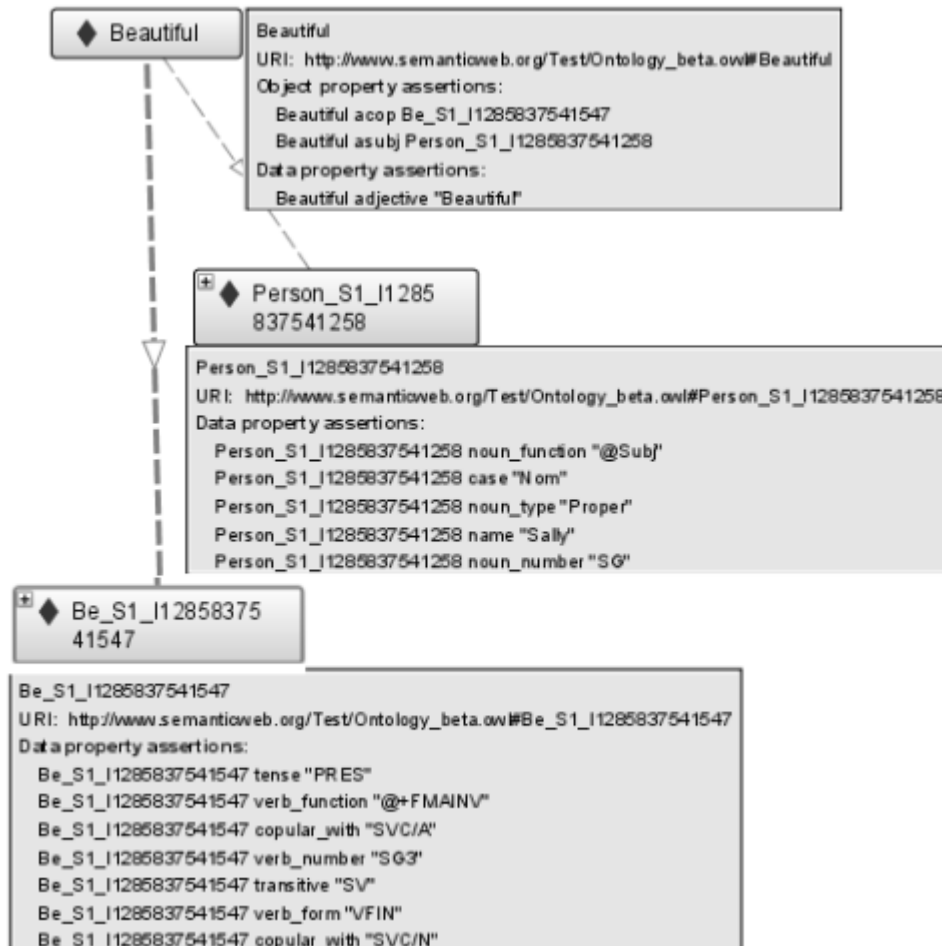 Beautiful
Beautiful
URI: http://www.semanticweb.org/Test/Ontology_beta.owl#Beautiful
Object property assertions:
Beautiful acop Be_S1_I1285837541547
Beautiful asubj Person_S1_I1285837541258
Data property assertions:
Beautiful adjective "Beautiful"
Person_S1_I1285
837541258
Person_S1_I1285837541258
URI: http://www.semanticweb.org/Test/Ontology_beta.owl#Person_S1_I1285837541258
Data property assertions:
Person_S1_I1285837541258 noun_function "@Subj"
Person_S1_I1285837541258 case "Nom"
Person_S1_I1285837541258 noun_type "Proper"
Person_S1_I1285837541258 name "Sally"
Person_S1_I1285837541258 noun_number "SG"
Be_S1_I12858375
41547
Be_S1_I1285837541547
URI: http://www.semanticweb.org/Test/Ontology_beta.owl#Be_S1_I1285837541547
Data property assertions:
Be_S1_I1285837541547 tense "PRES"
Be_S1_I1285837541547 verb_function "@+FMAINV"
Be_S1_I1285837541547 copular_with "SVC/A"
Be_S1_I1285837541547 verb_number "SG3"
Be_S1_I1285837541547 transitive "SV"
Be_S1_I1285837541547 verb_form "VFIN"
Be_S1_I1285837541547 copular_with "SVC/N"